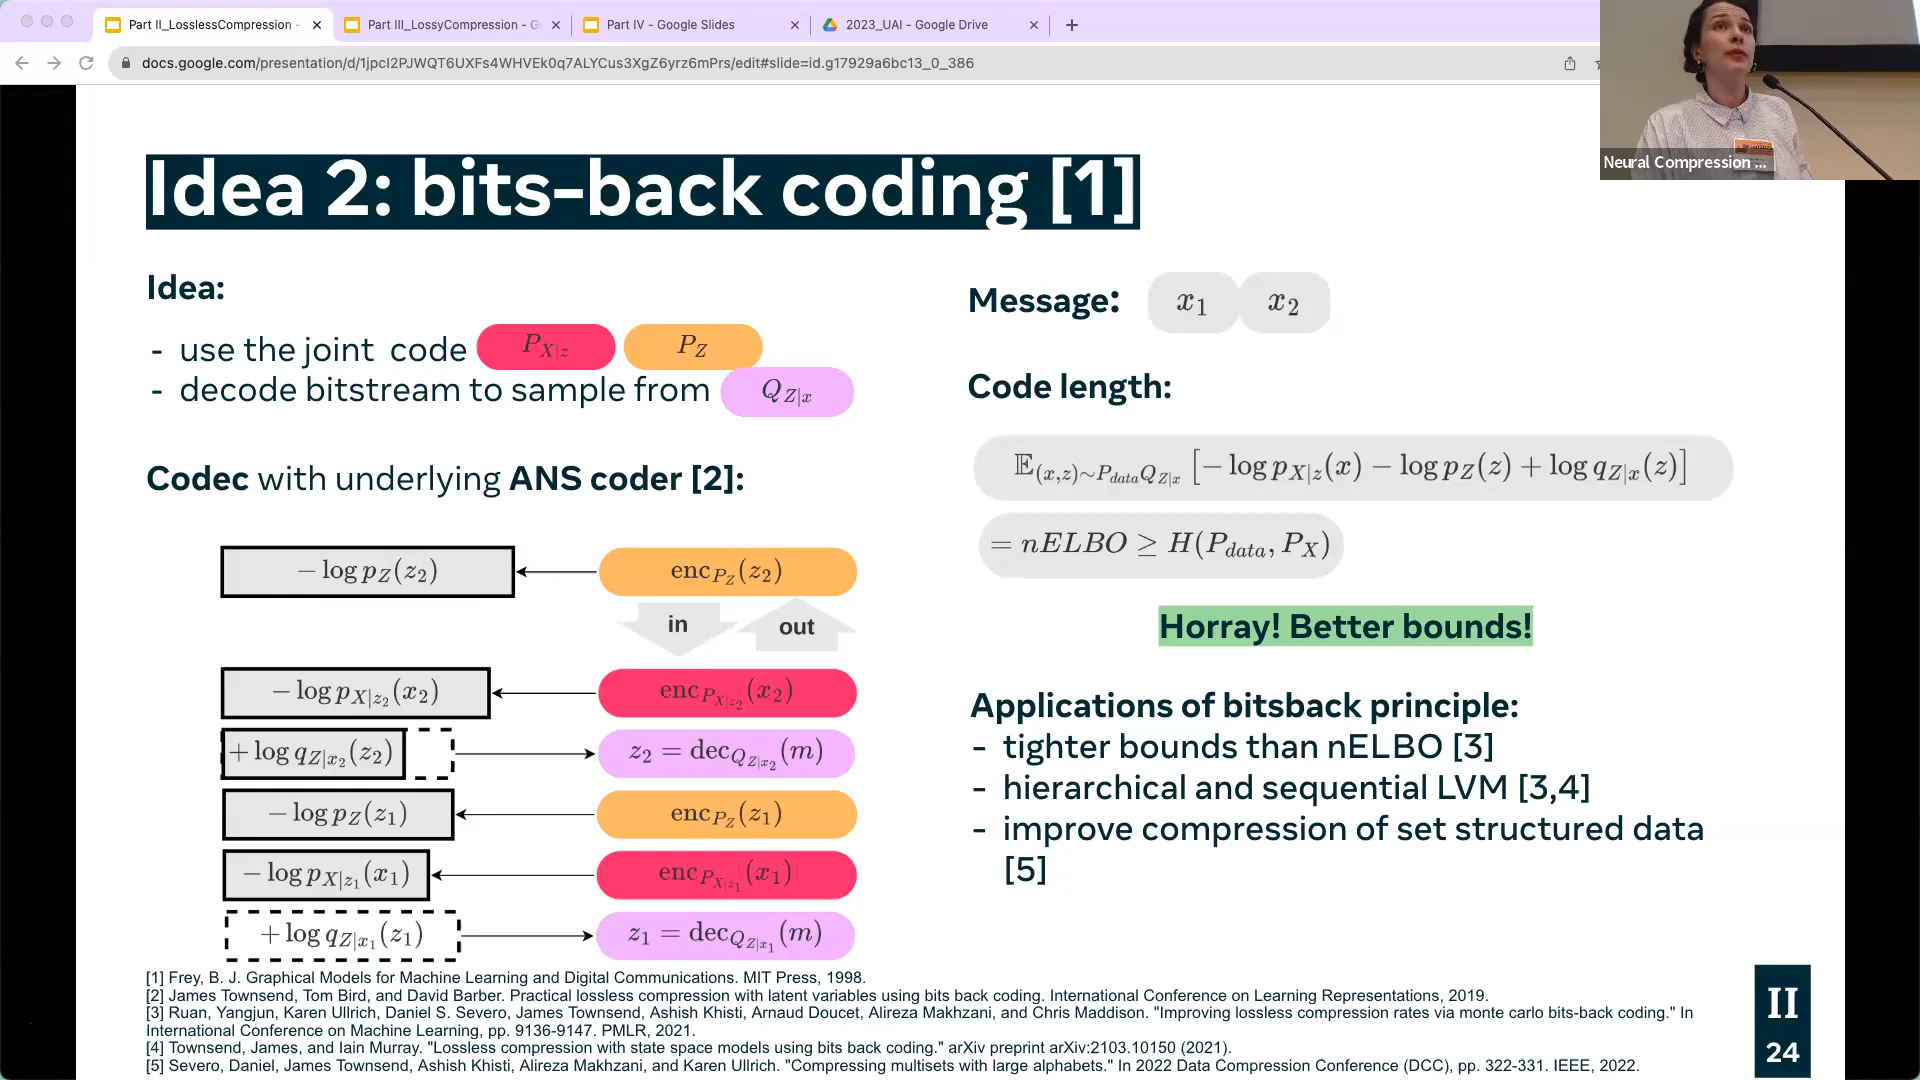 Part II_LosslessCompression -
Part III_LossyCompression - G
Part IV - Google Slides
2023_UAI - Google Drive
docs.google.com/presentation/d/1jpcI2PJWQT6UXFs4WHVEk0q7ALYCus3XgZ6yrz6mPrs/edit#slide=id.g17929a6bc13_0_386
Neural Compression ...
Idea 2: bits-back coding [1]
Idea:
- use the joint code P_{X|z} P_Z
- decode bitstream to sample from Q_{Z|x}
Codec with underlying ANS coder [2]:
− log p_Z(z_2) enc_{P_Z}(z_2)
in out
− log p_{X|z_2}(x_2) enc_{P_{X|z_2}}(x_2)
+ log q_{Z|x_2}(z_2) z_2 = dec_{Q_{Z|x_2}}(m)
− log p_Z(z_1) enc_{P_Z}(z_1)
− log p_{X|z_1}(x_1) enc_{P_{X|z_1}}(x_1)
+ log q_{Z|x_1}(z_1) z_1 = dec_{Q_{Z|x_1}}(m)
Message: x_1 x_2
Code length:
𝔼_{(x,z)∼P_{data}Q_{Z|x}} [− log p_{X|z}(x) − log p_Z(z) + log q_{Z|x}(z)]
= nELBO ≥ H(P_{data}, P_X)
Horray! Better bounds!
Applications of bitsback principle:
- tighter bounds than nELBO [3]
- hierarchical and sequential LVM [3,4]
- improve compression of set structured data
[5]
[1] Frey, B. J. Graphical Models for Machine Learning and Digital Communications. MIT Press, 1998.
[2] James Townsend, Tom Bird, and David Barber. Practical lossless compression with latent variables using bits back coding. International Conference on Learning Representations, 2019.
[3] Ruan, Yangjun, Karen Ullrich, Daniel S. Severo, James Townsend, Ashish Khisti, Arnaud Doucet, Alireza Makhzani, and Chris Maddison. "Improving lossless compression rates via monte carlo bits-back coding." In
International Conference on Machine Learning, pp. 9136-9147. PMLR, 2021.
[4] Townsend, James, and Iain Murray. "Lossless compression with state space models using bits back coding." arXiv preprint arXiv:2103.10150 (2021).
[5] Severo, Daniel, James Townsend, Ashish Khisti, Alireza Makhzani, and Karen Ullrich. "Compressing multisets with large alphabets." In 2022 Data Compression Conference (DCC), pp. 322-331. IEEE, 2022.
II
24